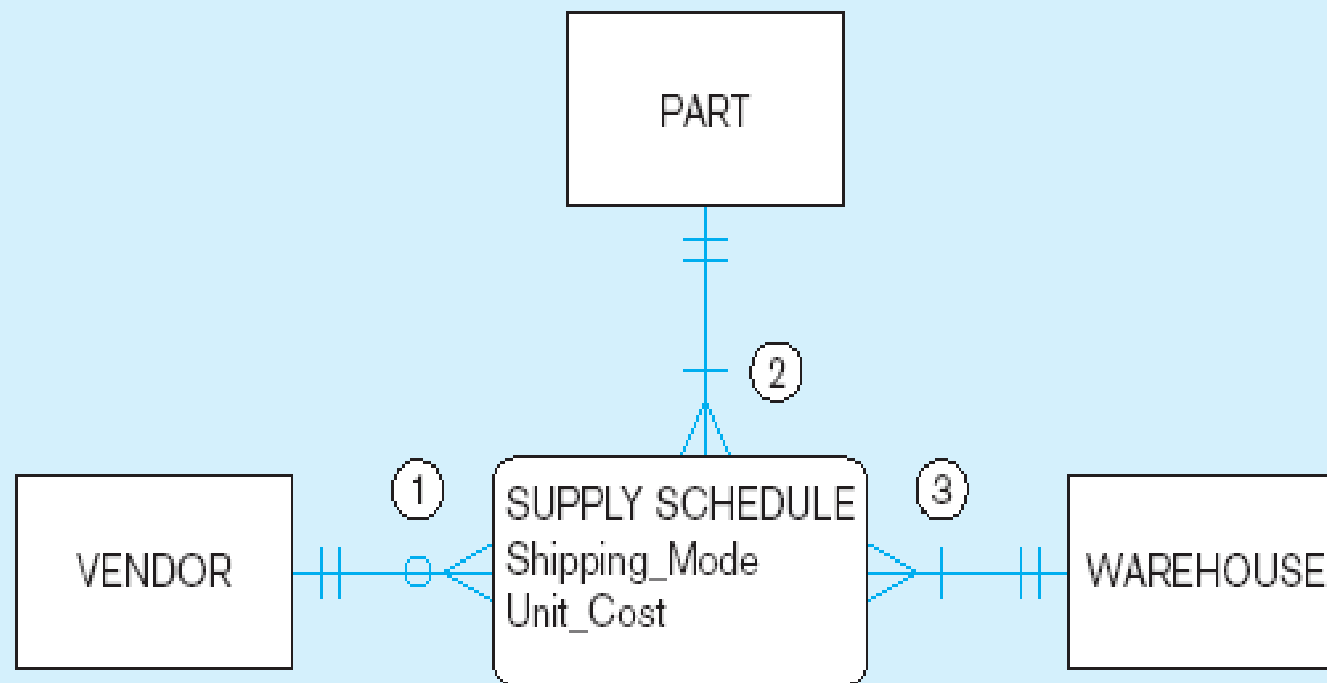 PART
2
1
SUPPLY SCHEDULE
3
Shipping_Mode
VENDOR
WAREHOUSE
Unit_Cost